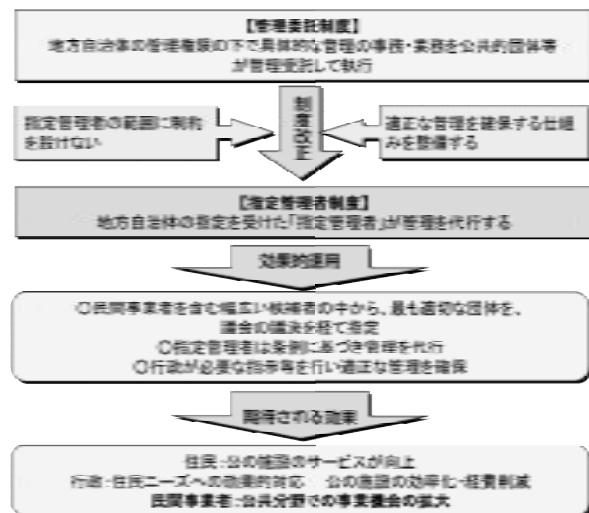 【管理委託制度】
地方自治体の管理権限の下で具体的な管理の事務・業務を公共的団体等
が管理受託して執行
指定管理者の範囲に制約
を設けない
制度改正
適正な管理を確保する仕組
みを整備する
【指定管理者制度】
地方自治体の指定を受けた「指定管理者」が管理を代行する
効果的運用
○民間事業者を含む幅広い候補者の中から、最も適切な団体を、
議会の議決を経て指定
○指定管理者は条例に基づき管理を代行
○行政が必要な指示等を行い適正な管理を確保
期待される効果
住民：公の施設のサービスが向上
行政：住民ニーズへの効果的対応　公の施設の効率化・経費削減
民間事業者：公共分野での事業機会の拡大